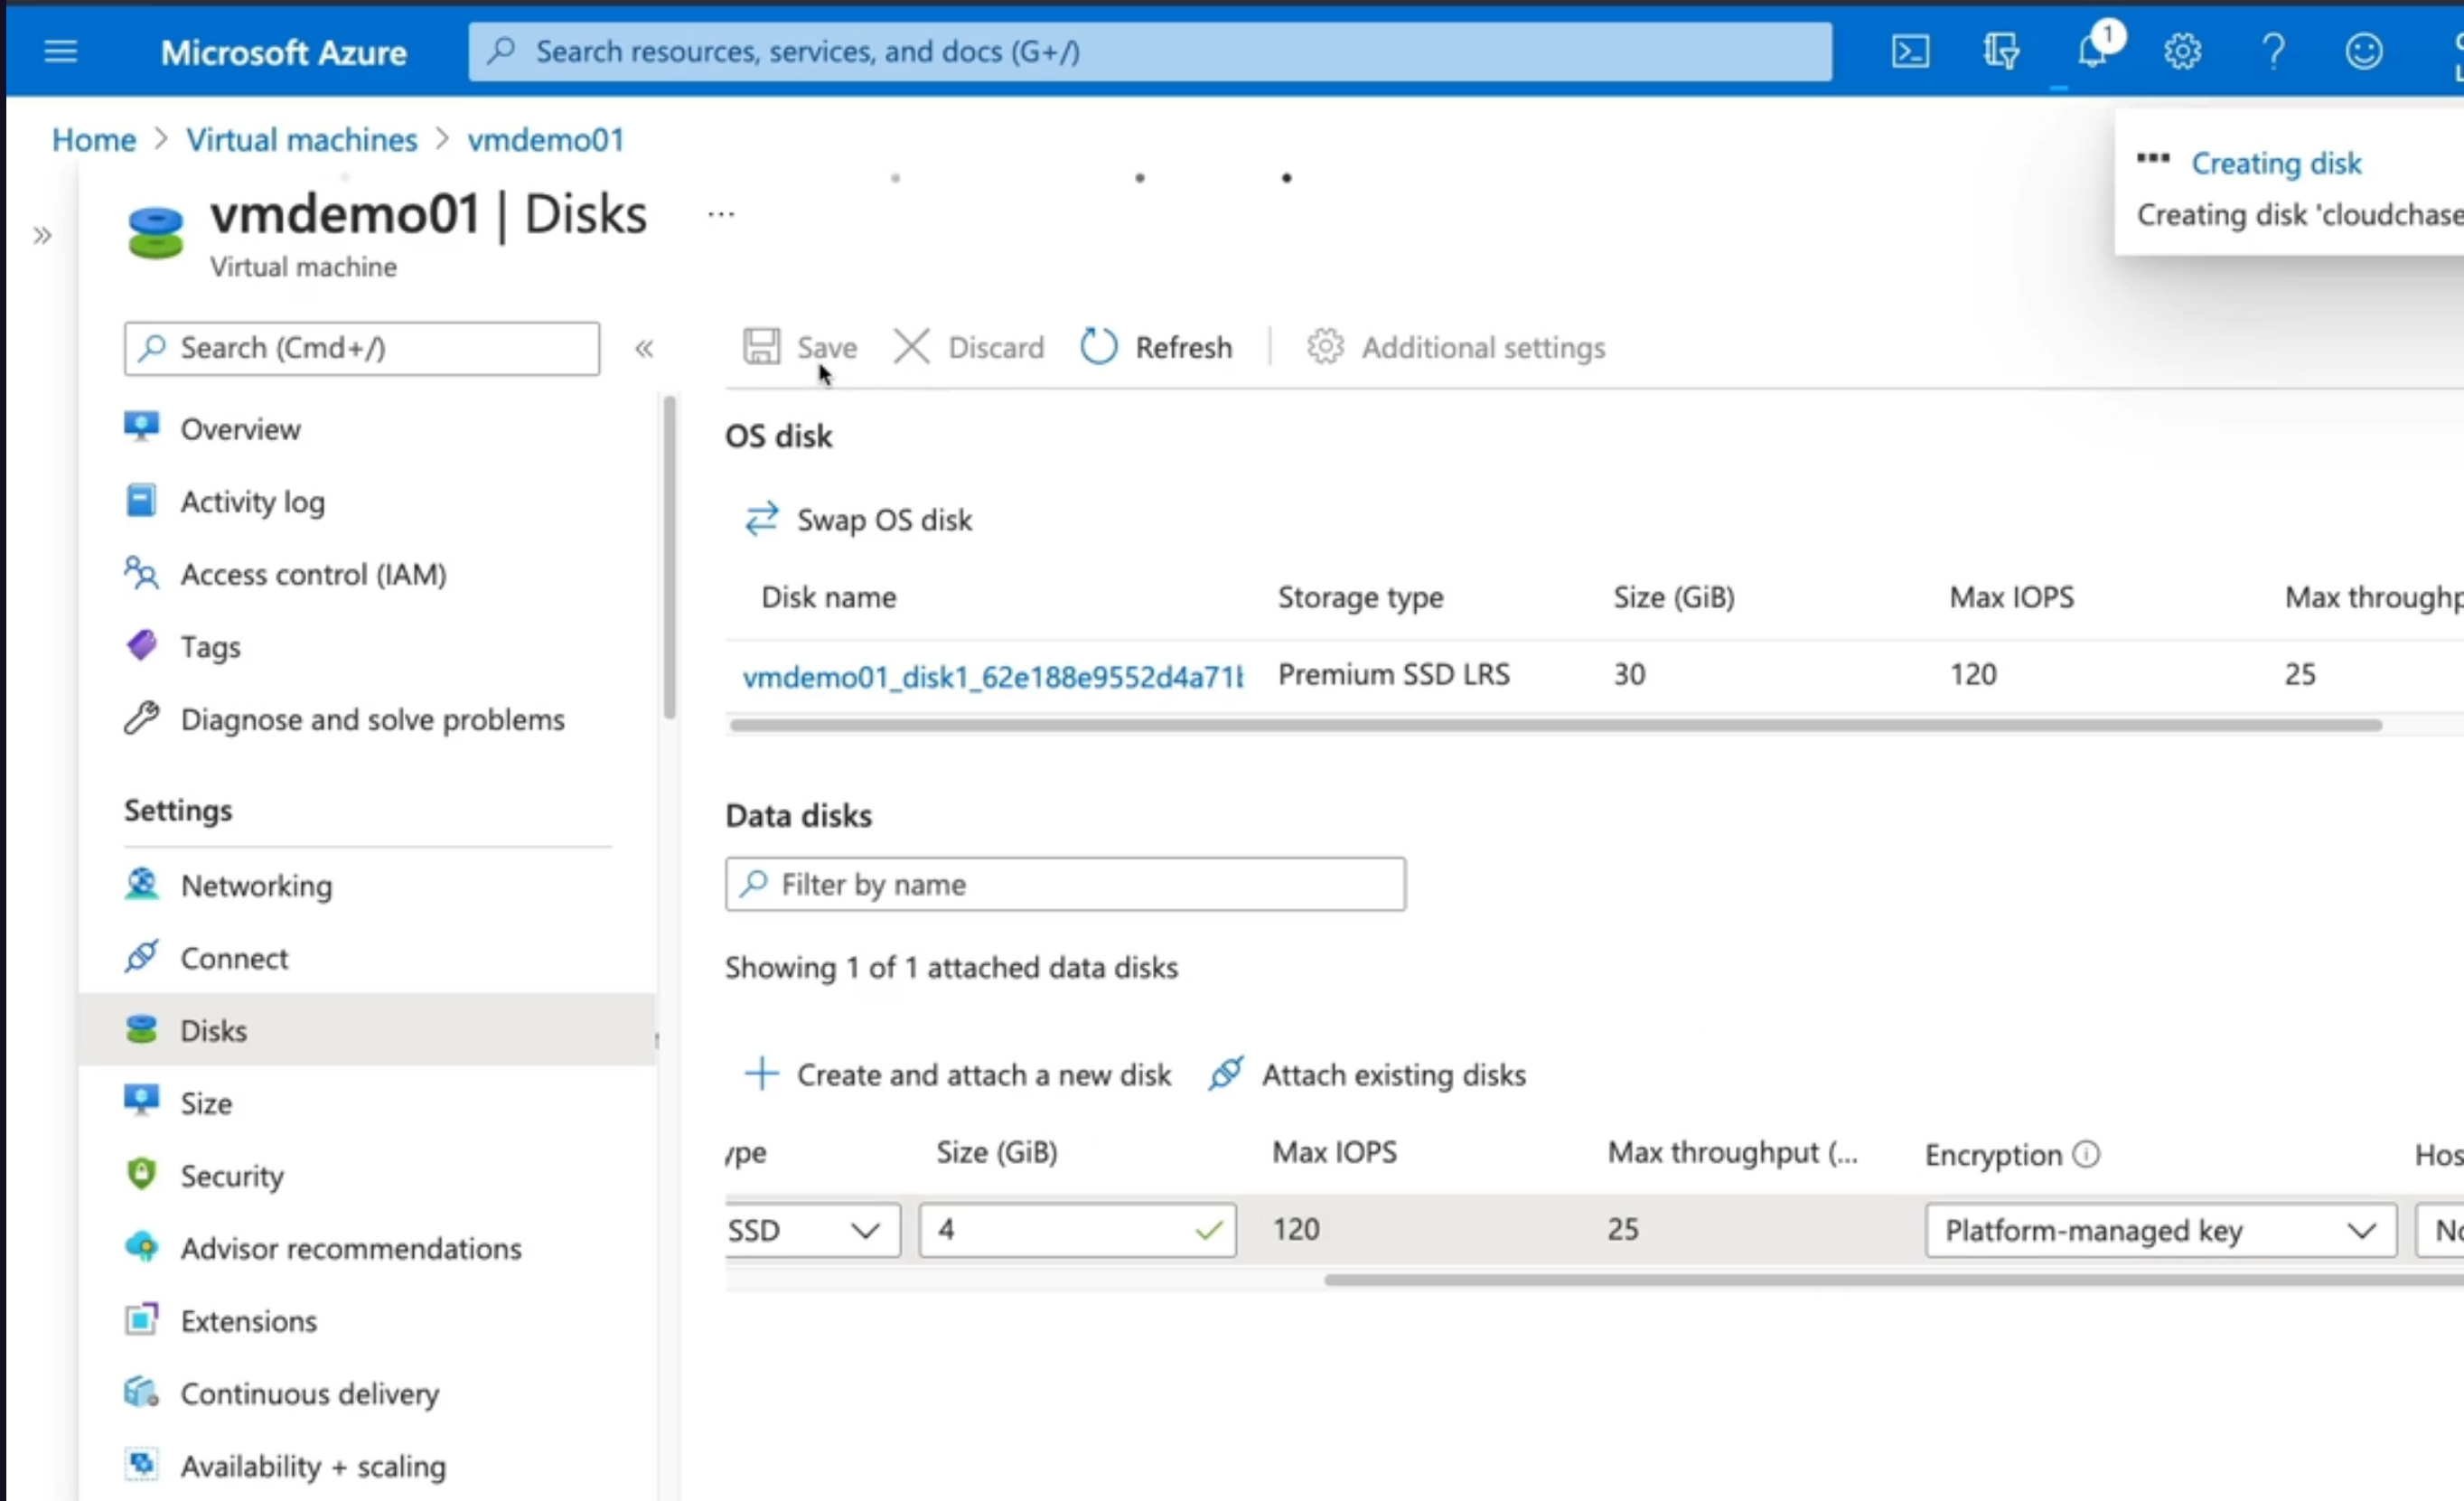 Microsoft Azure
Search resources, services, and docs (G+/)
1
Home > Virtual machines > vmdemo01
Creating disk
Creating disk 'cloudchase
vmdemo01 | Disks ...
Virtual machine
Search (Cmd+/)
Save
Discard
Refresh
Additional settings
Overview
Activity log
Access control (IAM)
Tags
Diagnose and solve problems
Settings
Networking
Connect
Disks
Size
Security
Advisor recommendations
Extensions
Continuous delivery
Availability + scaling
OS disk
Swap OS disk
Disk name Storage type Size (GiB) Max IOPS Max throughp
vmdemo01_disk1_62e188e9552d4a71 Premium SSD LRS 30 120 25
Data disks
Filter by name
Showing 1 of 1 attached data disks
Create and attach a new disk
Attach existing disks
ype Size (GiB) Max IOPS Max throughput (... Encryption Hos
SSD 4 120 25 Platform-managed key No